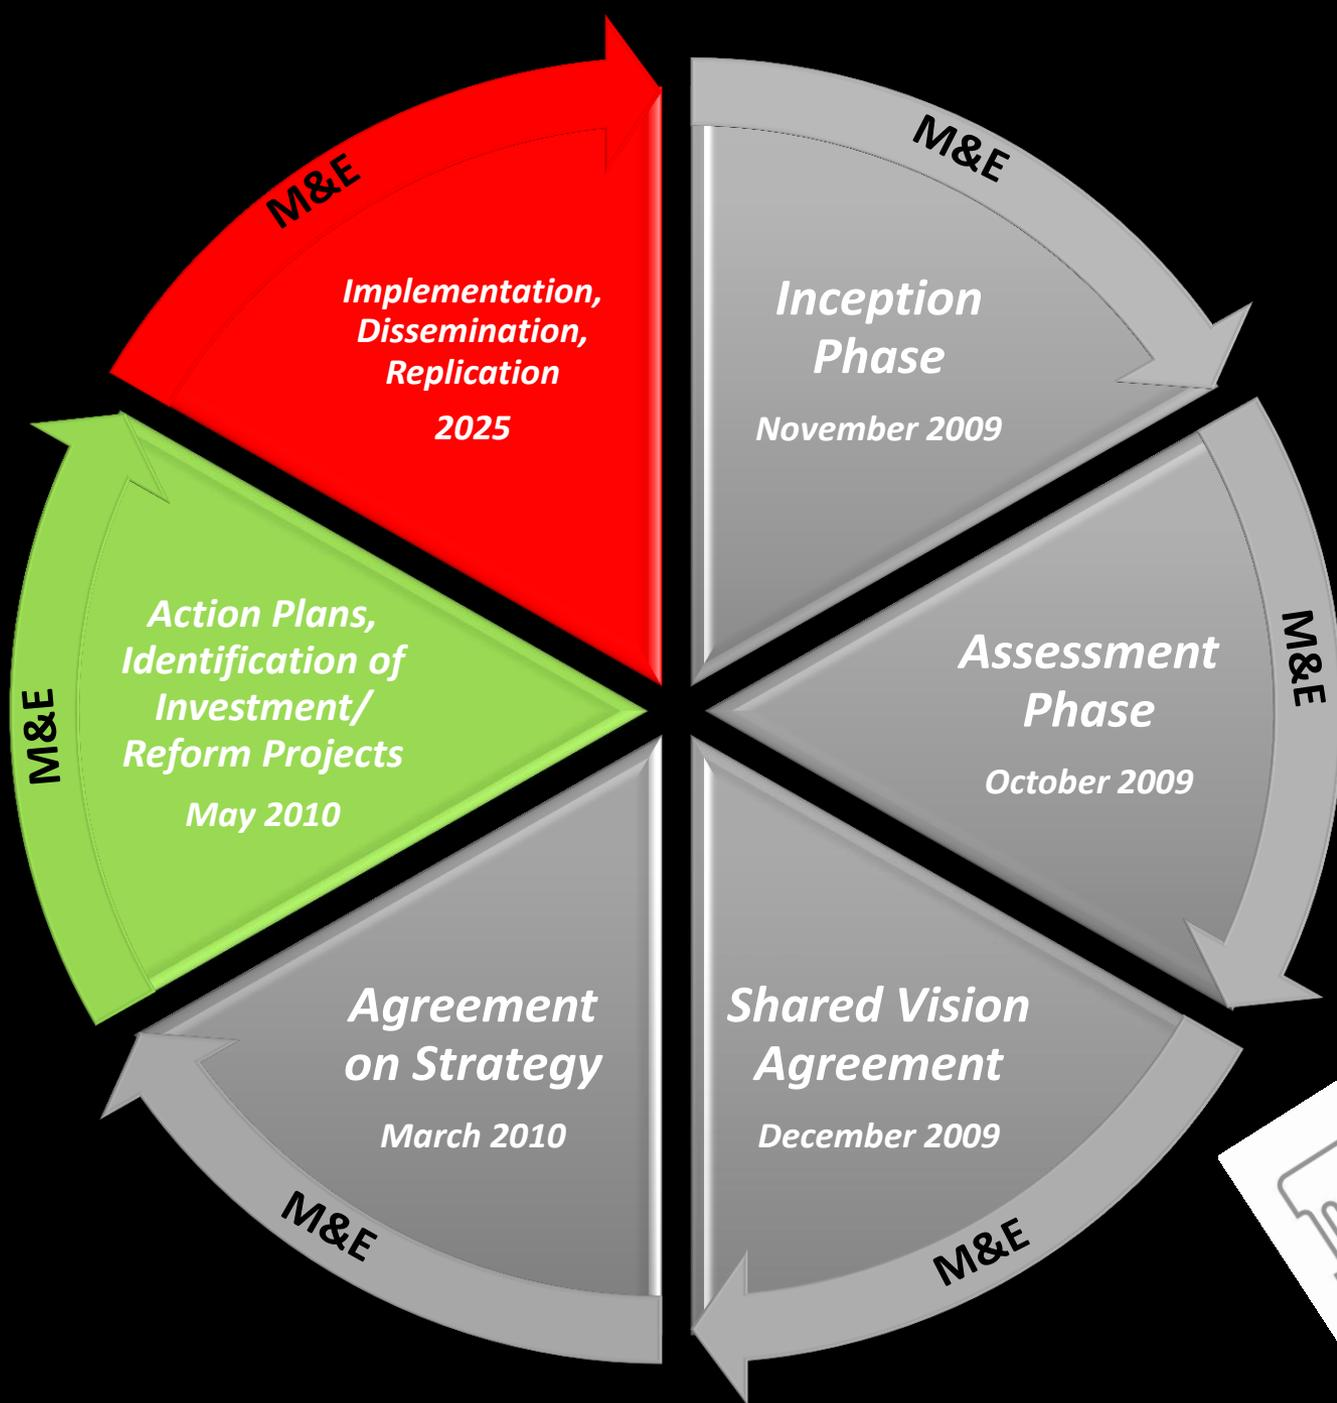 M&E
Inception
Phase
November 2009
M&E
Assessment
Phase
October 2009
M&E
Shared Vision
Agreement
December 2009
M&E
Agreement
on Strategy
March 2010
M&E
Action Plans,
Identification of
Investment/
Reform Projects
May 2010
M&E
Implementation,
Dissemination,
Replication
2025